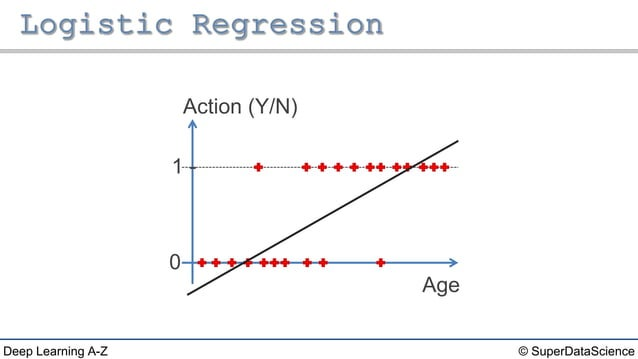 Logistic Regression
Action (Y/N)
1
0
Age
Deep Learning A-Z
© SuperDataScience